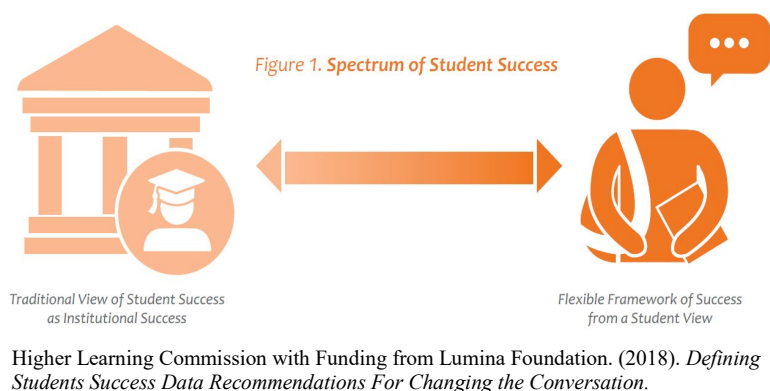 Figure 1. Spectrum of Student Success
Traditional View of Student Success
as Institutional Success
Flexible Framework of Success
from a Student View
Higher Learning Commission with Funding from Lumina Foundation. (2018). Defining
Students Success Data Recommendations For Changing the Conversation.